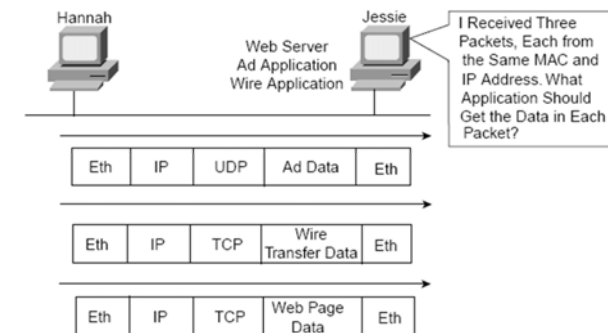 Hannah
Jessie
Web Server
Ad Application
Wire Application
I Received Three
Packets, Each from
the Same MAC and
IP Address. What
Application Should
Get the Data in Each
Packet?
Eth IP UDP Ad Data Eth
Eth IP TCP Wire
Transfer Data Eth
Eth IP TCP Web Page
Data Eth